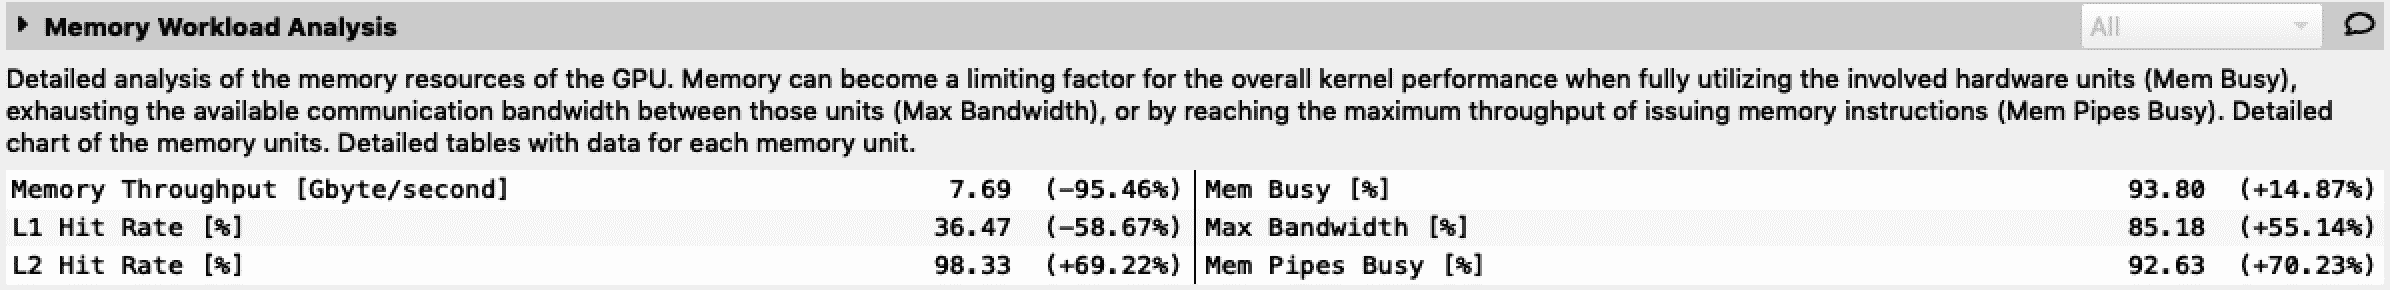 Memory Workload Analysis All
Detailed analysis of the memory resources of the GPU. Memory can become a limiting factor for the overall kernel performance when fully utilizing the involved hardware units (Mem Busy),
exhausting the available communication bandwidth between those units (Max Bandwidth), or by reaching the maximum throughput of issuing memory instructions (Mem Pipes Busy). Detailed
chart of the memory units. Detailed tables with data for each memory unit.
Memory Throughput [Gbyte/second] 7.69 (-95.46%) Mem Busy [%] 93.80 (+14.87%)
L1 Hit Rate [%] 36.47 (-58.67%) Max Bandwidth [%] 85.18 (+55.14%)
L2 Hit Rate [%] 98.33 (+69.22%) Mem Pipes Busy [%] 92.63 (+70.23%)